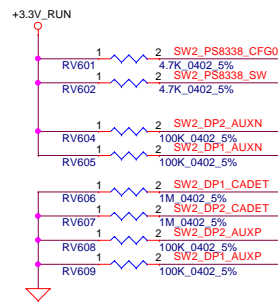 +3.3V_RUN
1 2 SW2_PS8338_CFG0
RV601 4.7K_0402_5%
1 2 SW2_PS8338_SW
RV602 4.7K_0402_5%
1 2 SW2_DP2_AUXN
RV604 100K_0402_5%
1 2 SW2_DP1_AUXN
RV605 100K_0402_5%
1 2 SW2_DP1_CADET
RV606 1M_0402_5%
1 2 SW2_DP2_CADET
RV607 1M_0402_5%
1 2 SW2_DP2_AUXP
RV608 100K_0402_5%
1 2 SW2_DP1_AUXP
RV609 100K_0402_5%